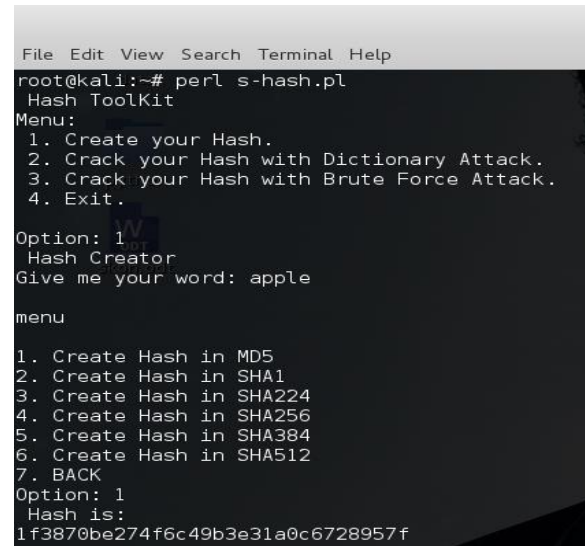 File Edit View Search Terminal Help
root@kali:~# perl s-hash.pl
Hash ToolKit
Menu:
1. Create your Hash.
2. Crack your Hash with Dictionary Attack.
3. Crack your Hash with Brute Force Attack.
4. Exit.
Option: 1
Hash Creator
Give me your word: apple
menu
1. Create Hash in MD5
2. Create Hash in SHA1
3. Create Hash in SHA224
4. Create Hash in SHA256
5. Create Hash in SHA384
6. Create Hash in SHA512
7. BACK
Option: 1
Hash is:
1f3870be274f6c49b3e31a0c6728957f